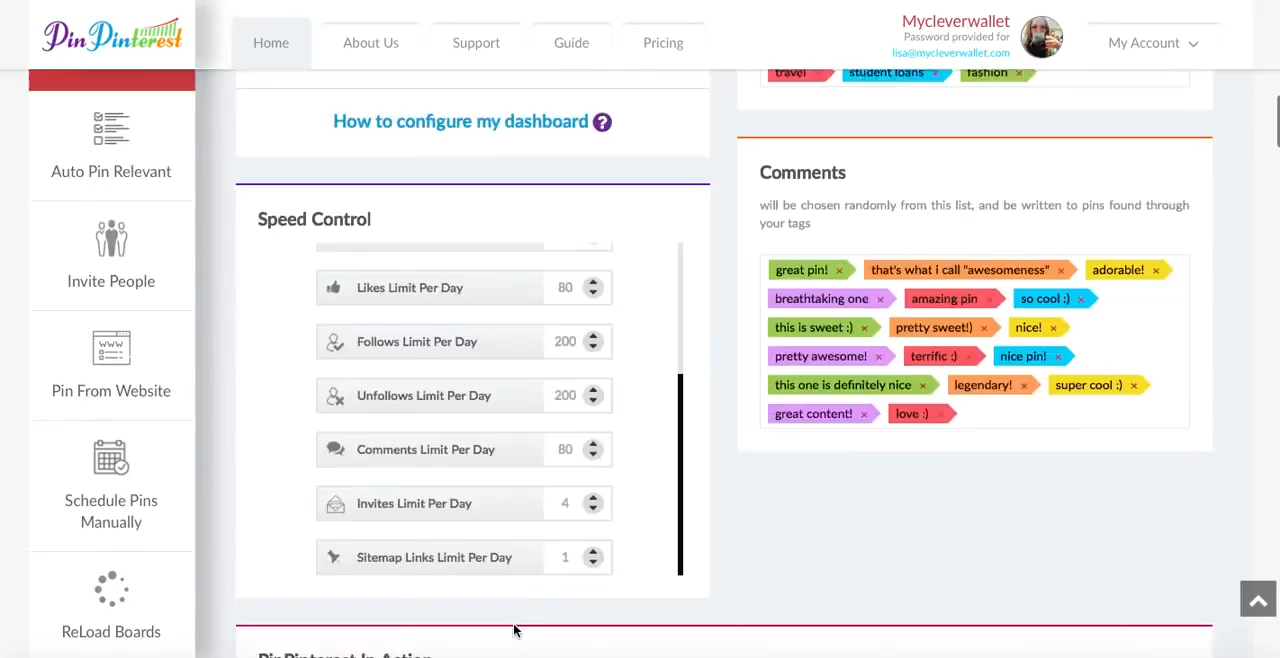 PinPinterest
Home
About Us
Support
Guide
Pricing
Mycleverwallet
Password provided for
lisa@mycleverwallet.com
My Account
Auto Pin Relevant
Invite People
WWW
Pin From Website
Schedule Pins
Manually
ReLoad Boards
How to configure my dashboard ?
Speed Control
Likes Limit Per Day 80
Follows Limit Per Day 200
Unfollows Limit Per Day 200
Comments Limit Per Day 80
Invites Limit Per Day 4
Sitemap Links Limit Per Day 1
travel × student loans × fashion ×
Comments
will be chosen randomly from this list, and be written to pins found through
your tags
great pin! × that's what i call "awesomeness" × adorable! ×
breathtaking one × amazing pin × so cool :) ×
this is sweet :) × pretty sweet!) × nice! ×
pretty awesome! × terrific :) × nice pin! ×
this one is definitely nice × legendary! × super cool :) ×
great content! × love :) ×
PinPinterest In Action